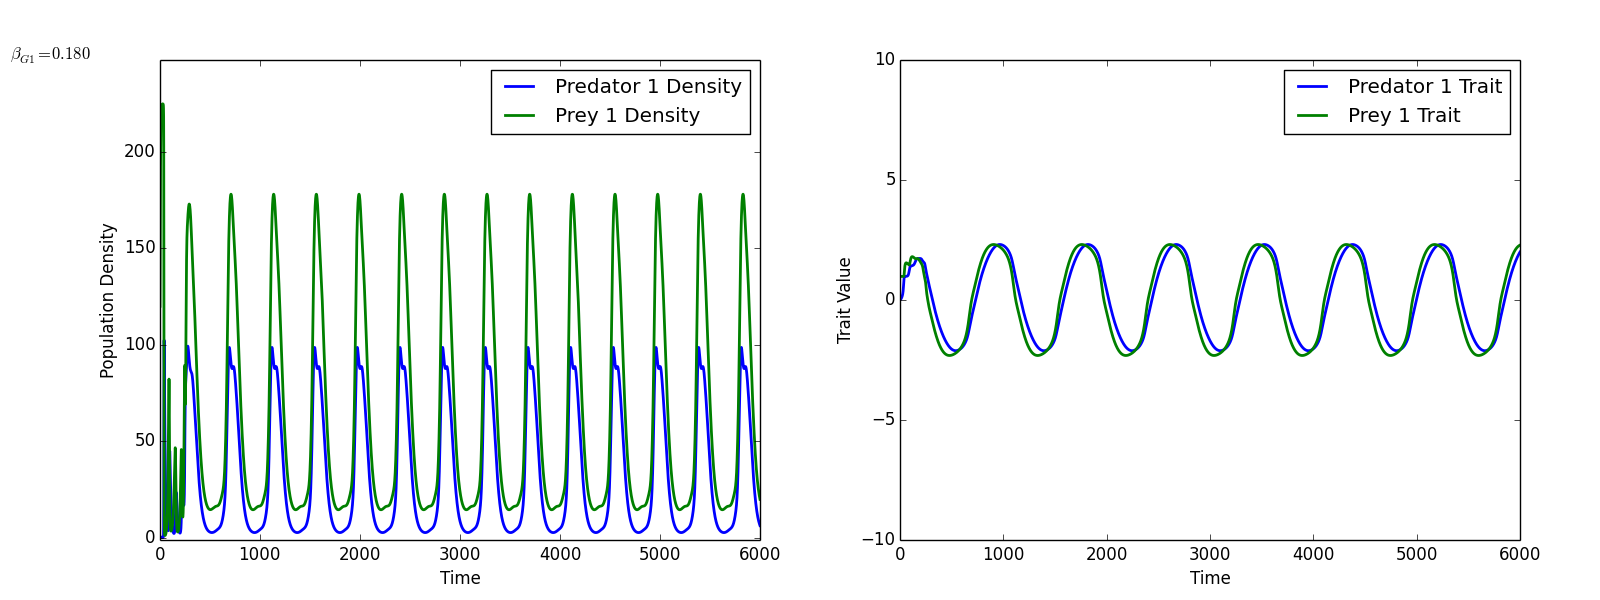 β_G1=0.180
Predator 1 Density
Prey 1 Density
Population Density
200
150
100
50
0
0 1000 2000 3000 4000 5000 6000
Time
Predator 1 Trait
Prey 1 Trait
Trait Value
10
5
0
−5
−10
0 1000 2000 3000 4000 5000 6000
Time